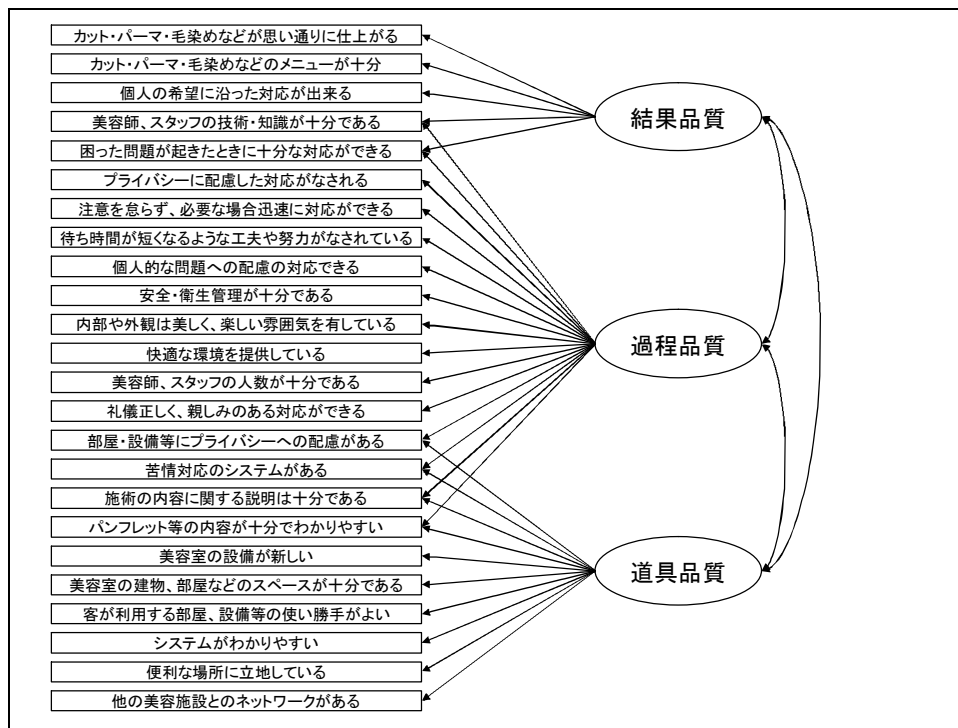 カット・パーマ・毛染めなどが思い通りに仕上がる
カット・パーマ・毛染めなどのメニューが十分
個人の希望に沿った対応が出来る
美容師、スタッフの技術・知識が十分である
困った問題が起きたときに十分な対応ができる
プライバシーに配慮した対応がなされる
注意を怠らず、必要な場合迅速に対応ができる
待ち時間が短くなるような工夫や努力がなされている
個人的な問題への配慮の対応できる
安全・衛生管理が十分である
内部や外観は美しく、楽しい雰囲気を有している
快適な環境を提供している
美容師、スタッフの人数が十分である
礼儀正しく、親しみのある対応ができる
部屋・設備等にプライバシーへの配慮がある
苦情対応のシステムがある
施術の内容に関する説明は十分である
パンフレット等の内容が十分でわかりやすい
美容室の設備が新しい
美容室の建物、部屋などのスペースが十分である
客が利用する部屋、設備等の使い勝手がよい
システムがわかりやすい
便利な場所に立地している
他の美容施設とのネットワークがある
結果品質
過程品質
道具品質